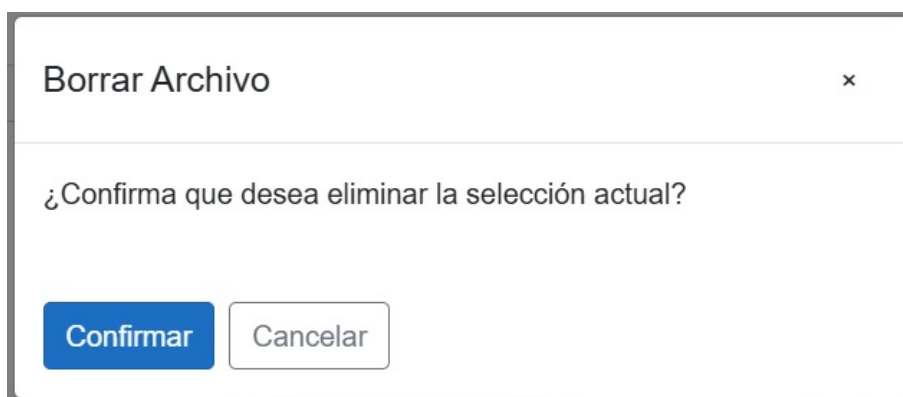 Borrar Archivo ×
¿Confirma que desea eliminar la selección actual?
Confirmar Cancelar